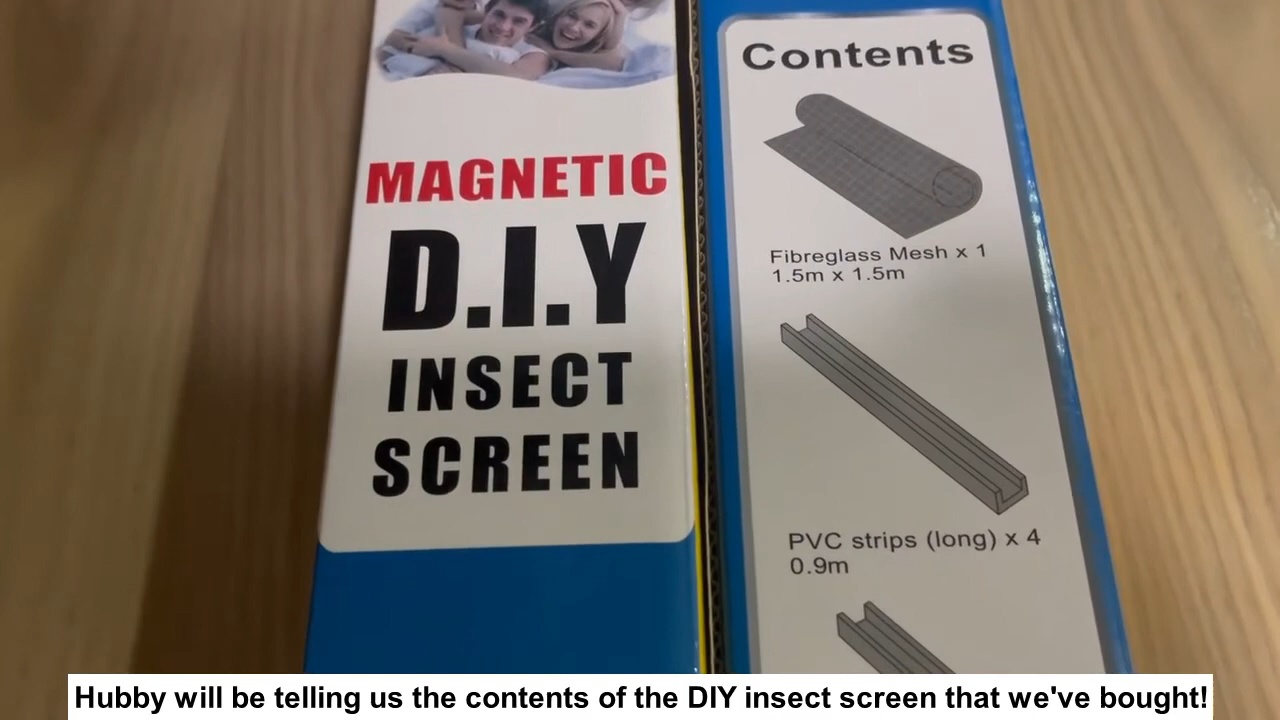 MAGNETIC
D.I.Y
INSECT
SCREEN
Contents
Fibreglass Mesh x 1
1.5m x 1.5m
PVC strips (long) x 4
0.9m
Hubby will be telling us the contents of the DIY insect screen that we've bought!